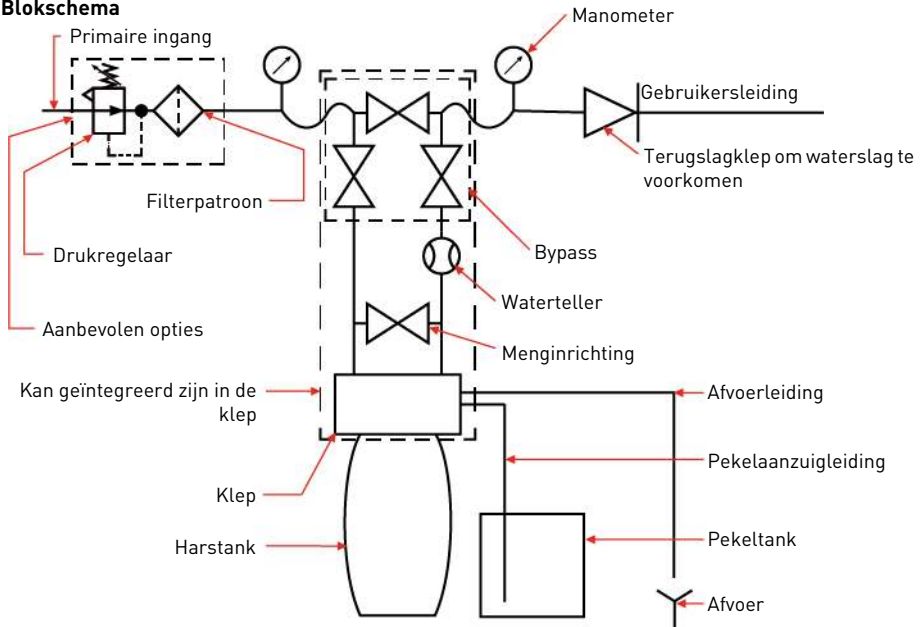 Blokschema
Manometer
Primaire ingang
Gebruikersleiding
Terugslagklep om waterslag te
voorkomen
Filterpatroon
Drukregelaar
Bypass
Waterteller
Aanbevolen opties
Menginrichting
Kan geïntegreerd zijn in de
klep
Afvoerleiding
Pekelaanzuigleiding
Klep
Harstank
Pekeltank
Afvoer